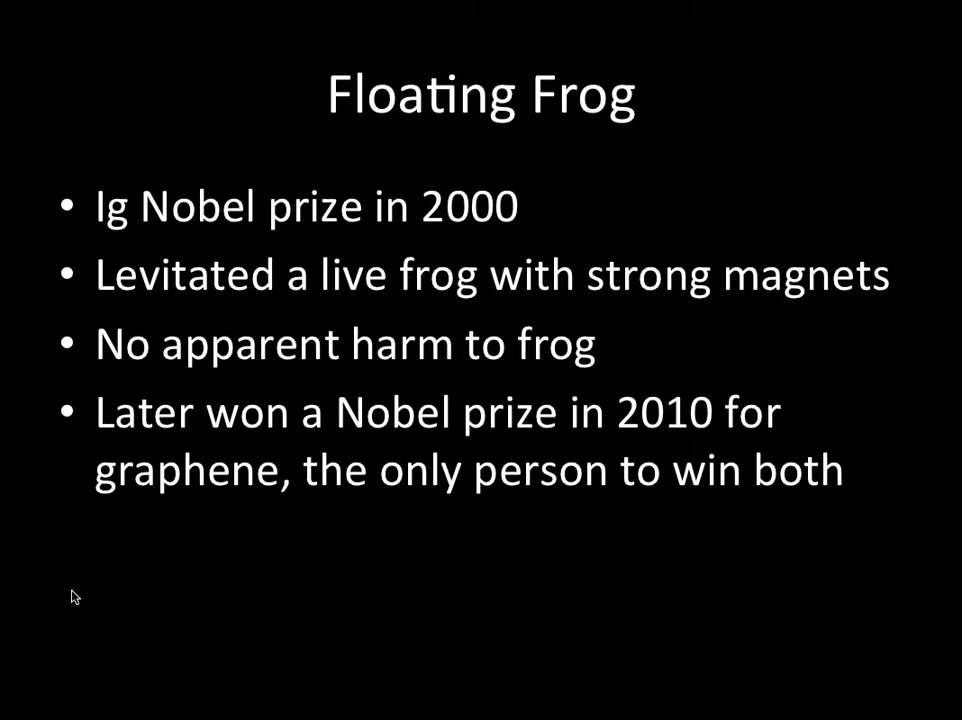 Floating Frog
• Ig Nobel prize in 2000
• Levitated a live frog with strong magnets
• No apparent harm to frog
• Later won a Nobel prize in 2010 for
graphene, the only person to win both